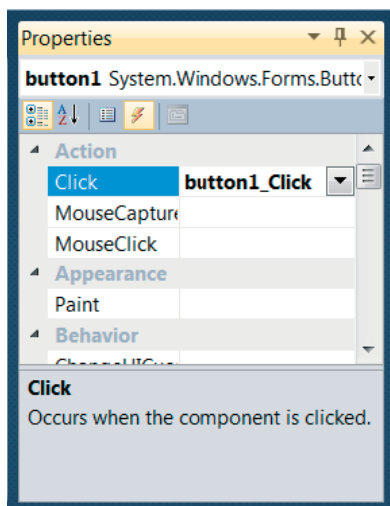 Properties
button1 System.Windows.Forms.Butt
Action
Click button1_Click
MouseCapture
MouseClick
Appearance
Paint
Behavior
Click
Occurs when the component is clicked.